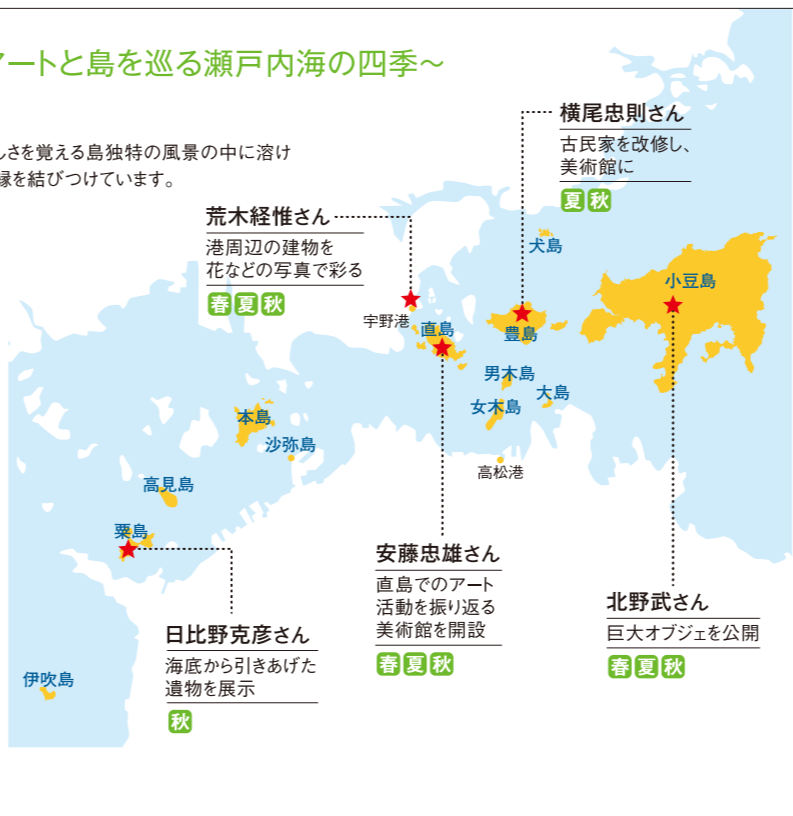 アートと島を巡る瀬戸内海の四季～
しさを覚える島独特の風景の中に溶け
縁を結びつけています。
横尾忠則さん
古民家を改修し、
美術館に
夏 秋
荒木経惟さん
港周辺の建物を
花などの写真で彩る
春 夏 秋
犬島
小豆島
宇野港
直島
豊島
男木島
大島
女木島
本島
沙弥島
高松港
高見島
粟島
安藤忠雄さん
直島でのアート
活動を振り返る
美術館を開設
春 夏 秋
北野武さん
巨大オブジェを公開
春 夏 秋
日比野克彦さん
海底から引きあげた
遺物を展示
秋
伊吹島